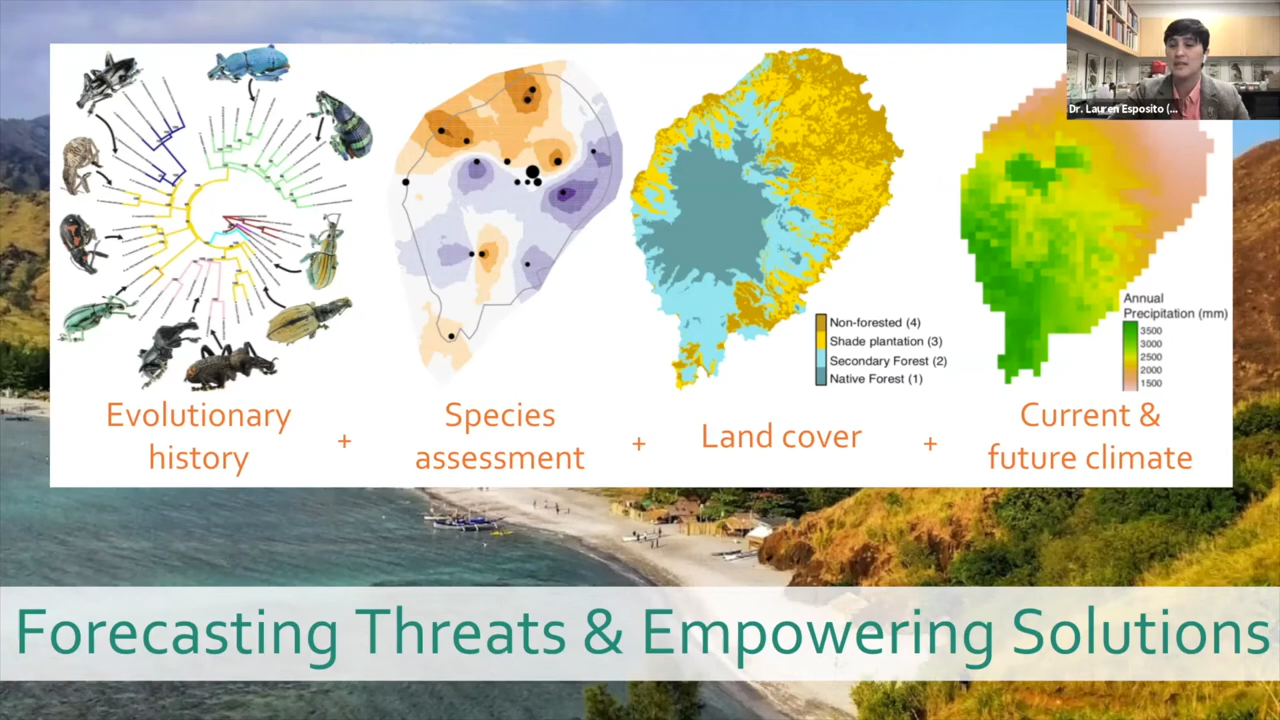 Dr. Lauren Esposito (...
Non-forested (4)
Shade plantation (3)
Secondary Forest (2)
Native Forest (1)
Annual
Precipitation (mm)
3500
3000
2500
2000
1500
Evolutionary
history
+
Species
assessment
+
Land cover
+
Current &
future climate
Forecasting Threats & Empowering Solutions